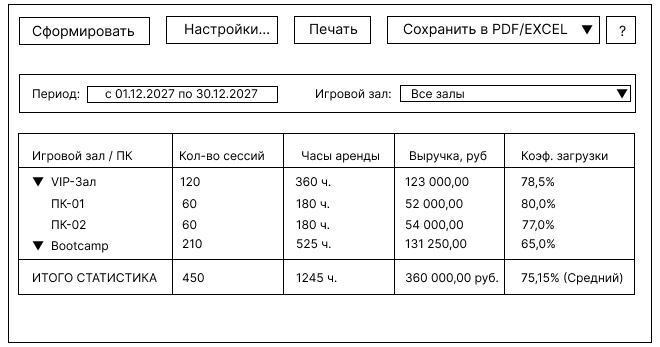 Сформировать Настройки... Печать Сохранить в PDF/EXCEL ▼ ?
Период: с 01.12.2027 по 30.12.2027 Игровой зал: Все залы ▼
Игровой зал / ПК Кол-во сессий Часы аренды Выручка, руб Коэф. загрузки
▼ VIP-Зал 120 360 ч. 123 000,00 78,5%
ПК-01 60 180 ч. 52 000,00 80,0%
ПК-02 60 180 ч. 54 000,00 77,0%
▼ Bootcamp 210 525 ч. 131 250,00 65,0%
ИТОГО СТАТИСТИКА 450 1245 ч. 360 000,00 руб. 75,15% (Средний)